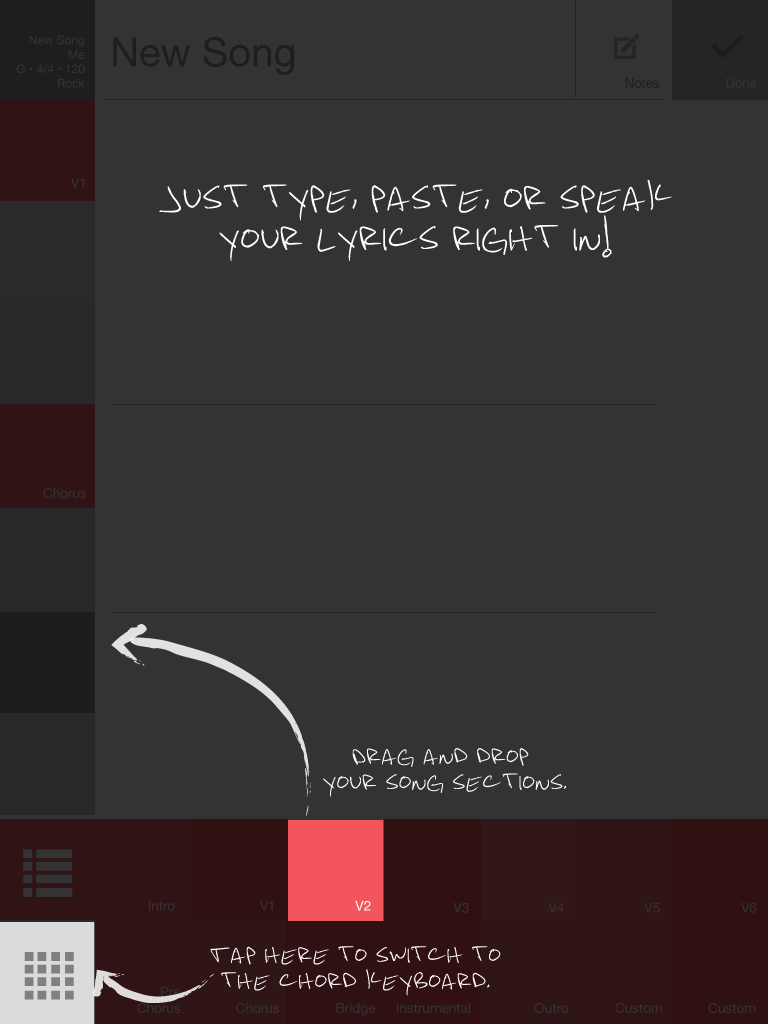 New Song
Me
G • 4/4 • 120
Rock
New Song
Notes
Done
V1
JUST TYPE, PASTE, OR SPEAK
YOUR LYRICS RIGHT IN!
Chorus
DRAG AND DROP
YOUR SONG SECTIONS.
Intro
V1
V2
V3
V4
V5
V6
TAP HERE TO SWITCH TO
THE CHORD KEYBOARD.
Pre
Chorus
Chorus
Bridge
Instrumental
Outro
Custom
Custom